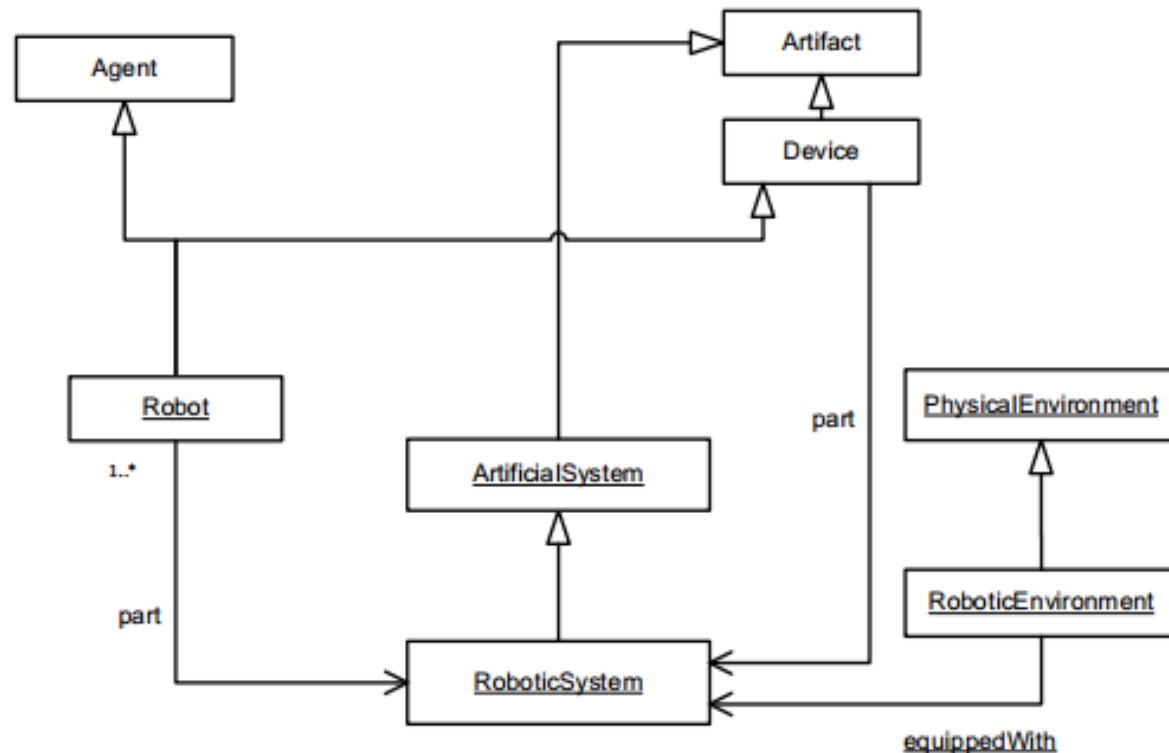 Artifact
Agent
Device
Robot
PhysicalEnvironment
part
1..*
ArtificialSystem
RoboticEnvironment
part
RoboticSystem
equippedWith